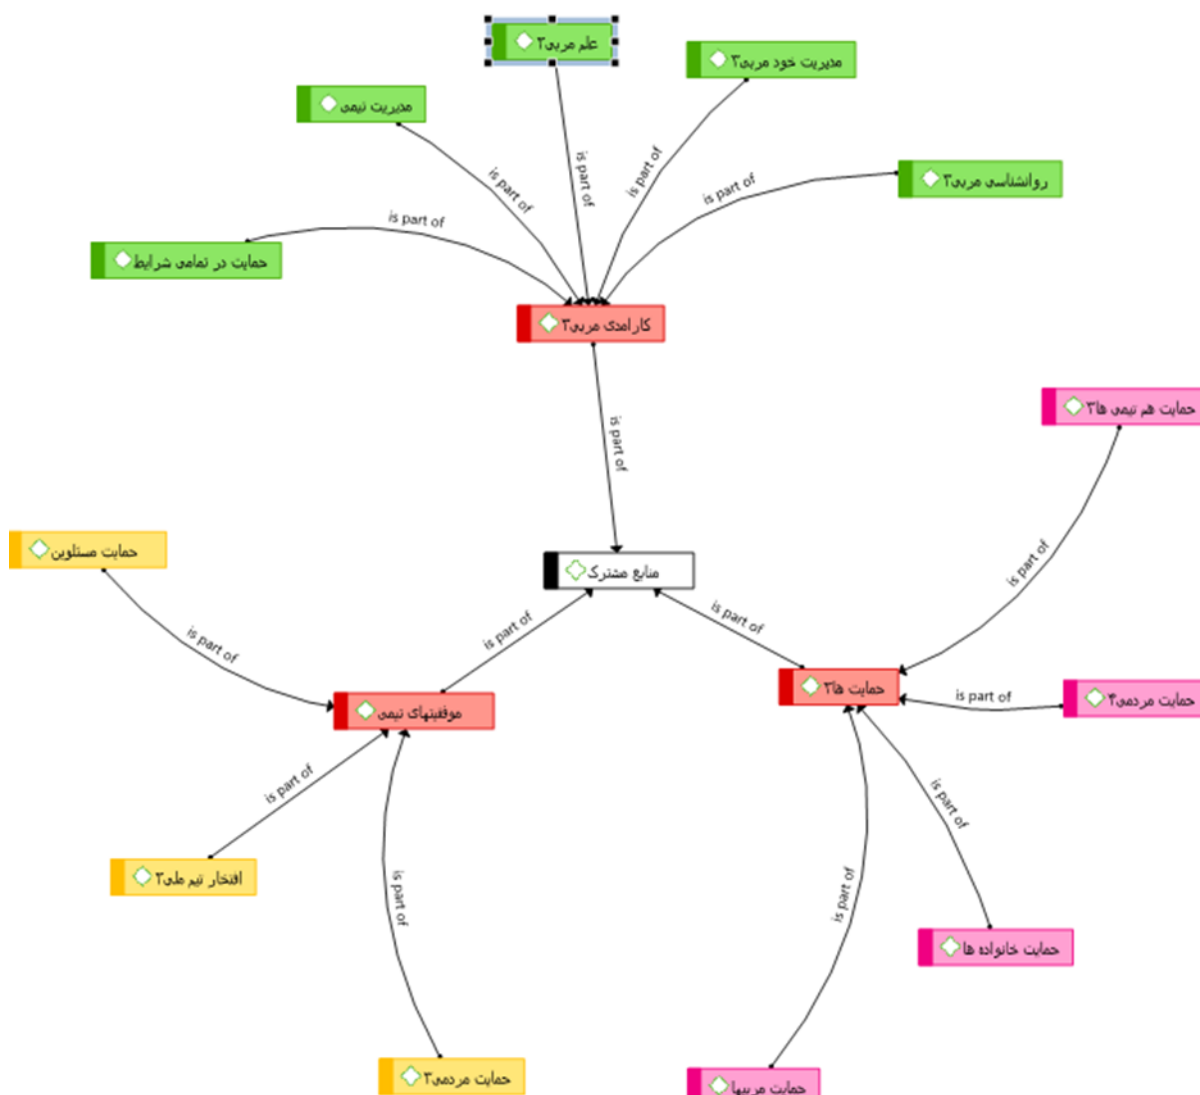 علم مربی۳
مدیریت خود مربی۳
مدیریت تیمی
روانشناسی مربی۳
حمایت در تمامی شرایط
is part of
is part of
is part of
is part of
is part of
کارامدی مربی۳
is part of
حمایت هم تیمی ها۳
حمایت مسئلوین
is part of
منابع مشترک
is part of
is part of
is part of
حمایت ها۳
is part of
حمایت مردمی۴
موفقیتهای تیمی
is part of
is part of
افتخار تیم ملی۳
is part of
is part of
حمایت خانواده ها
حمایت مردمی۳
حمایت مربیها